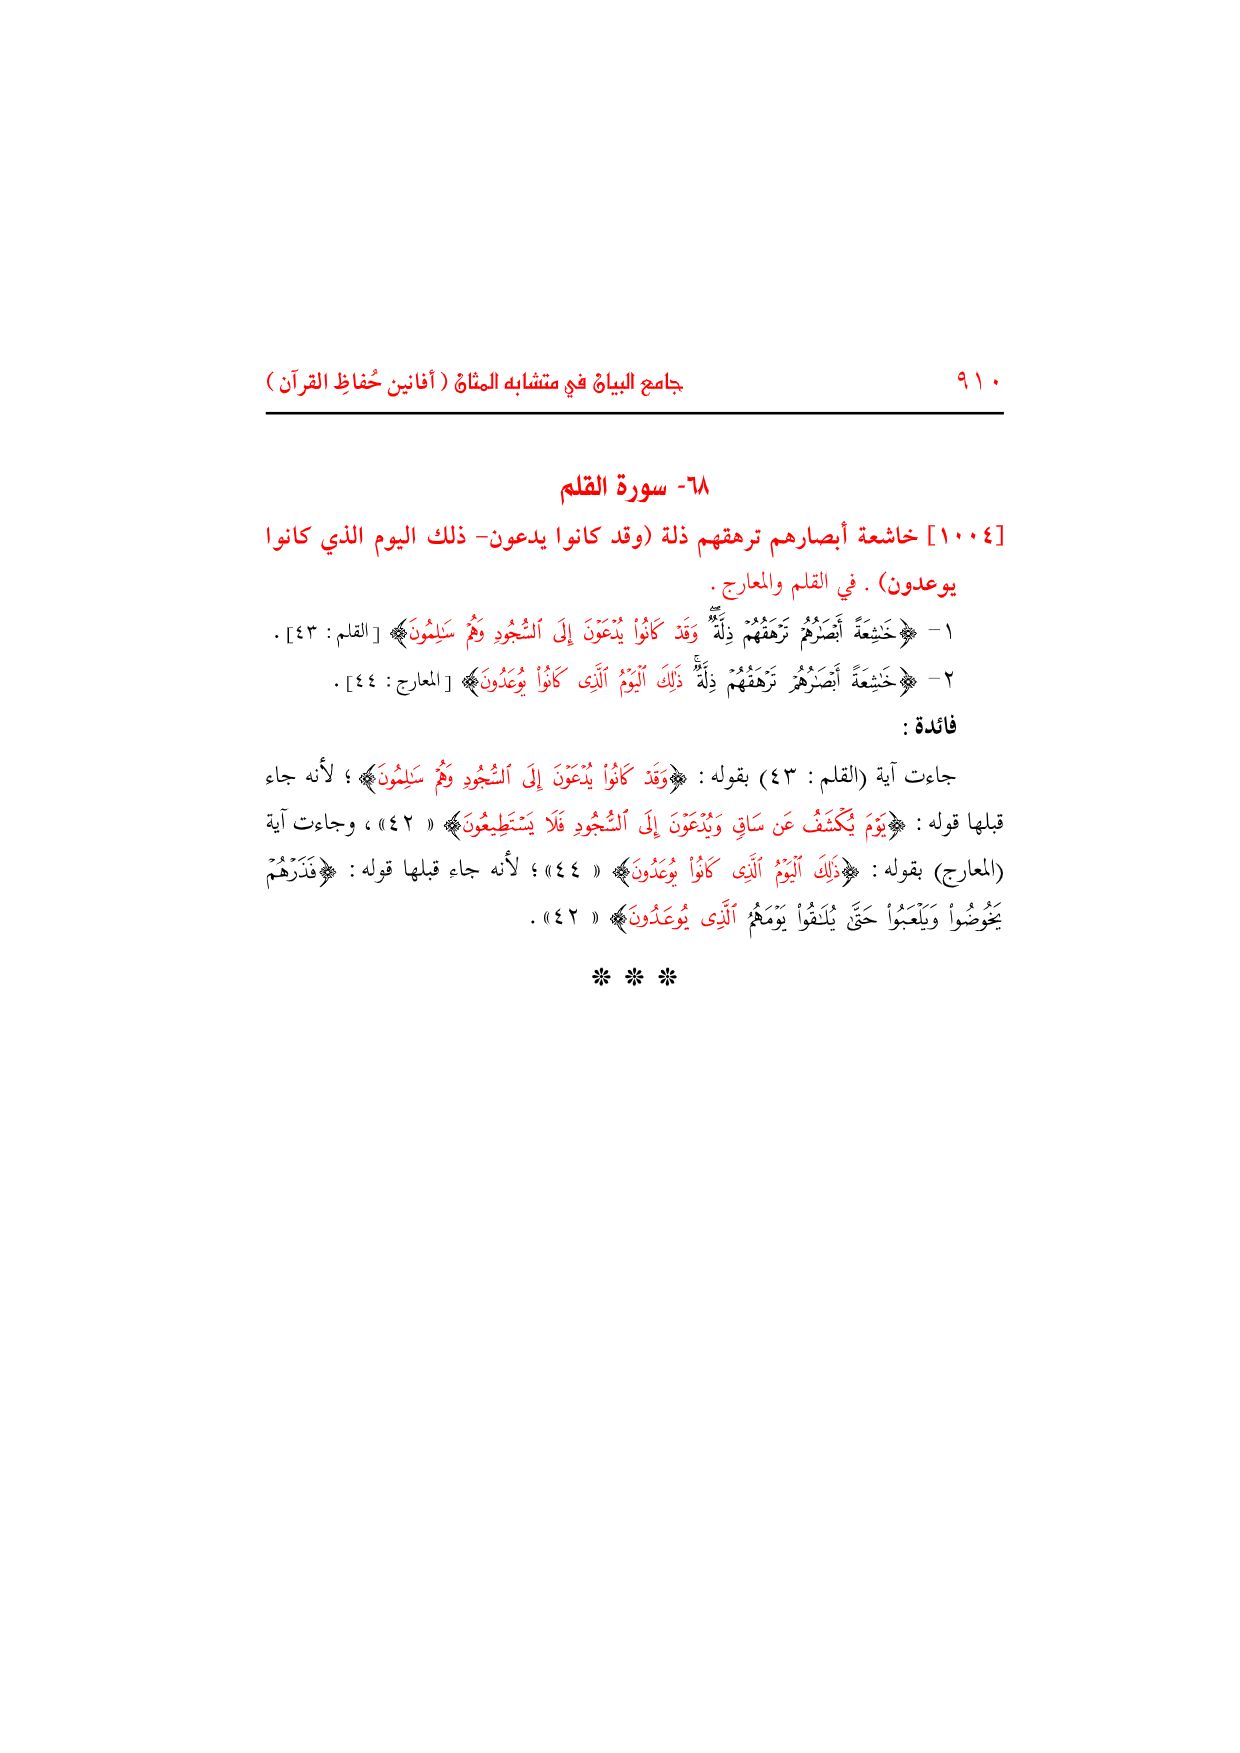 ٩١٠ جامع البيان في متشابه المثان ( أفانين حُفاظِ القرآن )
٦٨- سورة القلم
[١٠٠٤] خاشعة أبصارهم ترهقهم ذلة (وقد كانوا يدعون- ذلك اليوم الذي كانوا
يوعدون) . في القلم والمعارج .
١- ﴿خَٰشِعَةً أَبۡصَٰرُهُمۡ تَرۡهَقُهُمۡ ذِلَّةٞۖ وَقَدۡ كَانُواْ يُدۡعَوۡنَ إِلَى ٱلسُّجُودِ وَهُمۡ سَٰلِمُونَ﴾ [القلم: ٤٣].
٢- ﴿خَٰشِعَةً أَبۡصَٰرُهُمۡ تَرۡهَقُهُمۡ ذِلَّةٞۚ ذَٰلِكَ ٱلۡيَوۡمُ ٱلَّذِى كَانُواْ يُوعَدُونَ﴾ [المعارج: ٤٤].
فائدة :
جاءت آية (القلم: ٤٣) بقوله: ﴿وَقَدۡ كَانُواْ يُدۡعَوۡنَ إِلَى ٱلسُّجُودِ وَهُمۡ سَٰلِمُونَ﴾ ؛ لأنه جاء
قبلها قوله: ﴿يَوۡمَ يُكۡشَفُ عَن سَاقٖ وَيُدۡعَوۡنَ إِلَى ٱلسُّجُودِ فَلَا يَسۡتَطِيعُونَ﴾ « ٤٢» ، وجاءت آية
(المعارج) بقوله: ﴿ذَٰلِكَ ٱلۡيَوۡمُ ٱلَّذِى كَانُواْ يُوعَدُونَ﴾ « ٤٤» ؛ لأنه جاء قبلها قوله: ﴿فَذَرۡهُمۡ
يَخُوضُواْ وَيَلۡعَبُواْ حَتَّىٰ يُلَٰقُواْ يَوۡمَهُمُ ٱلَّذِى يُوعَدُونَ﴾ « ٤٢» .